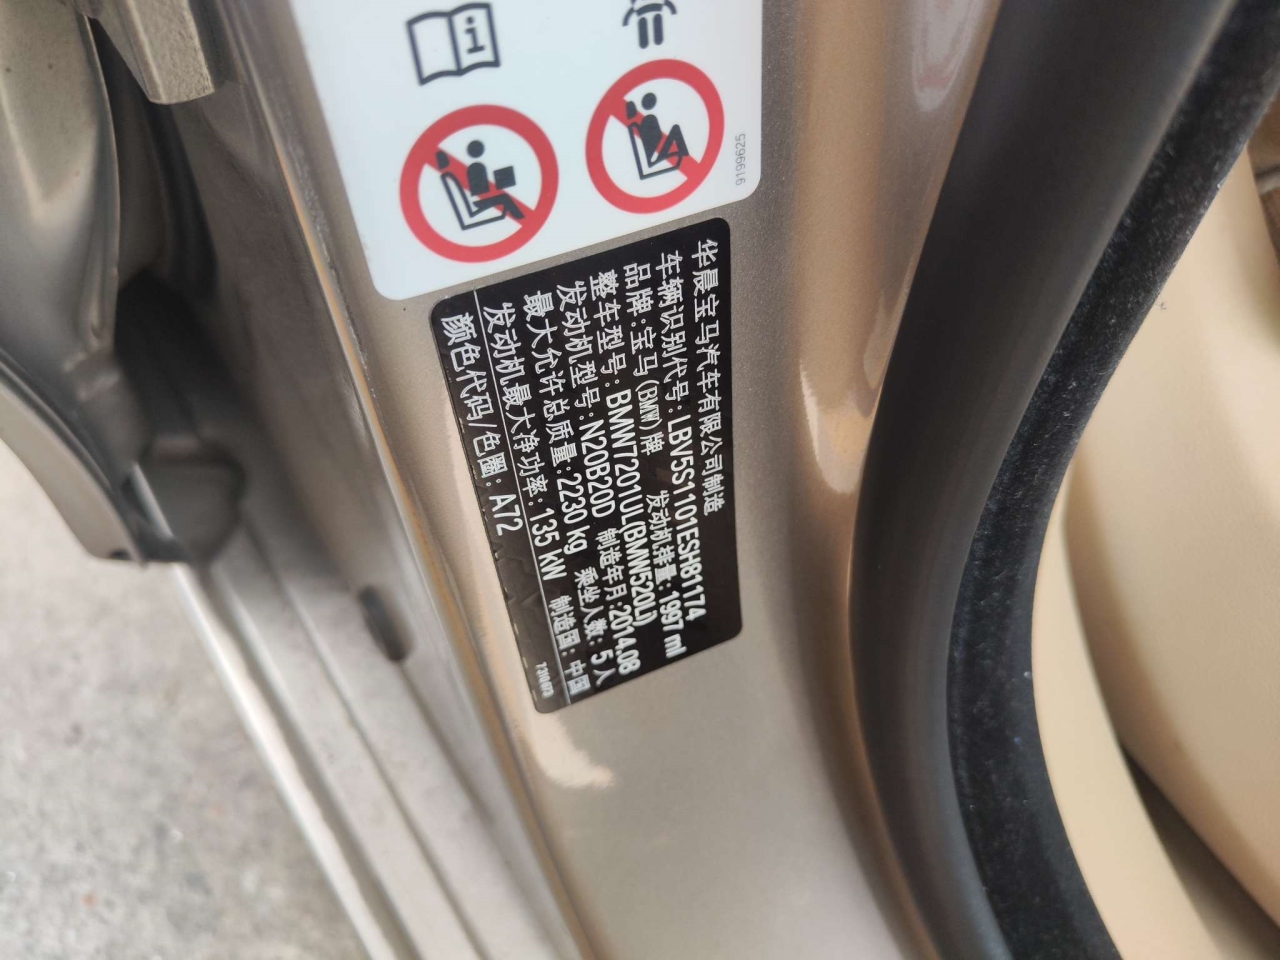 9199625
华晨宝马汽车有限公司制造
车辆识别代号: LBV5S1101ESH81174
品牌: 宝马(BMW)牌 发动机排量: 1997 ml
整车型号: BMW7201UL(BMW520Li)
发动机型号: N20B20D 制造年月: 2014.08
最大允许总质量: 2230 kg 乘坐人数: 5 人
发动机最大净功率: 135 kW 制造国: 中国
颜色代码/色圈: A72